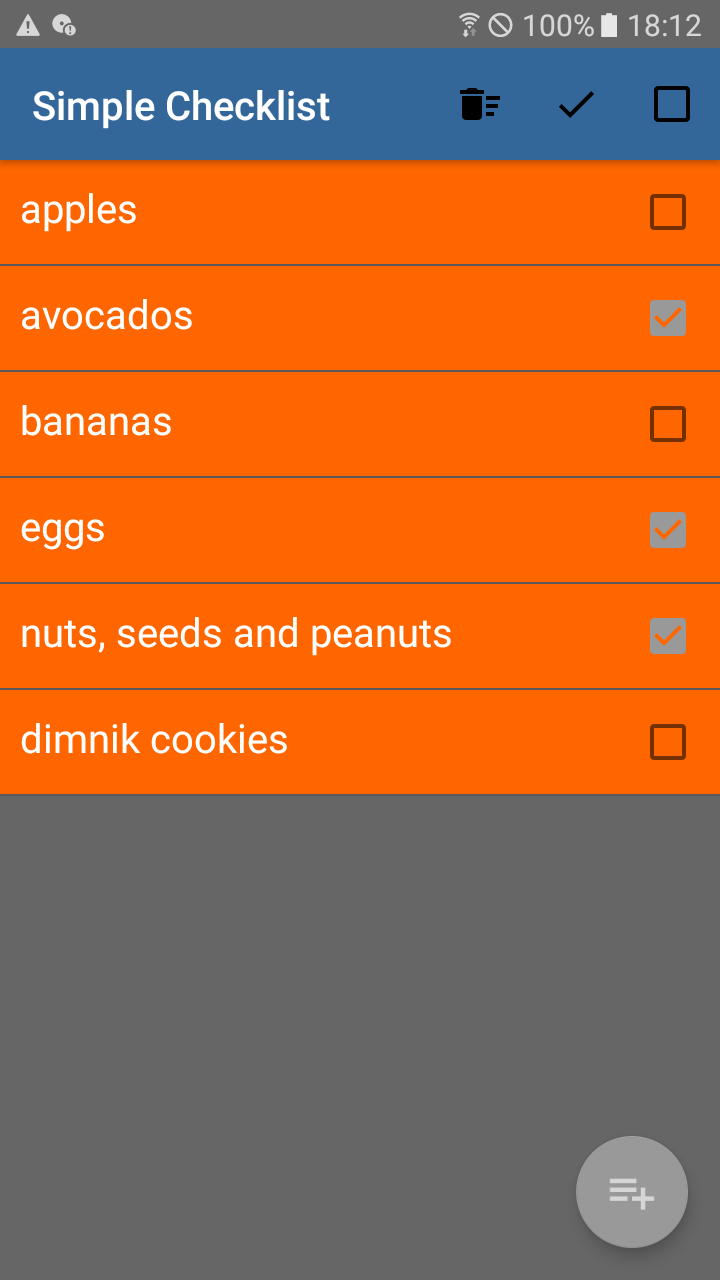 100% 18:12
Simple Checklist
apples
avocados
bananas
eggs
nuts, seeds and peanuts
dimnik cookies